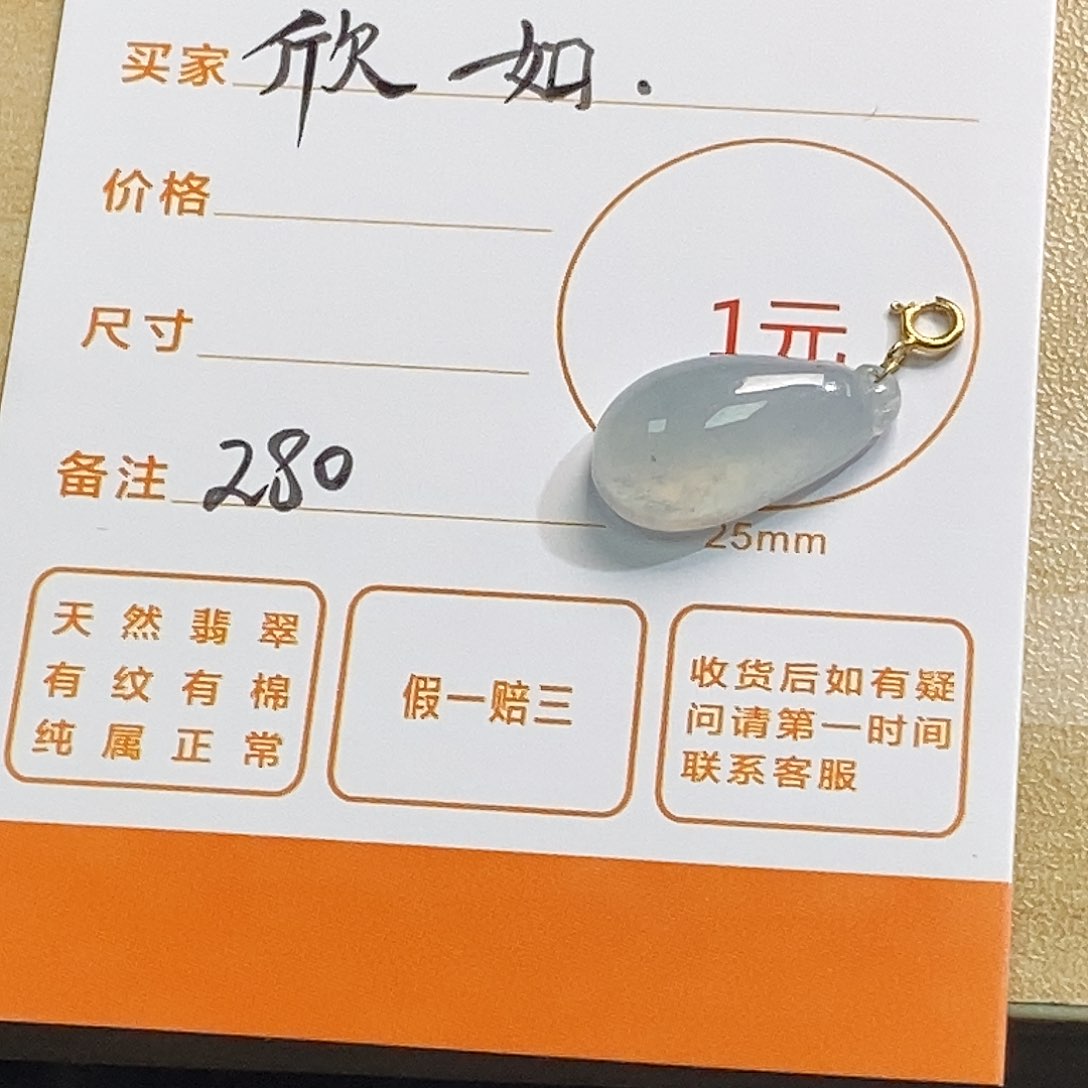 买家 欣如.
价格
尺寸
1元
备注 280
25mm
天然翡翠
有纹有棉
纯属正常
假一赔三
收货后如有疑
问请第一时间
联系客服